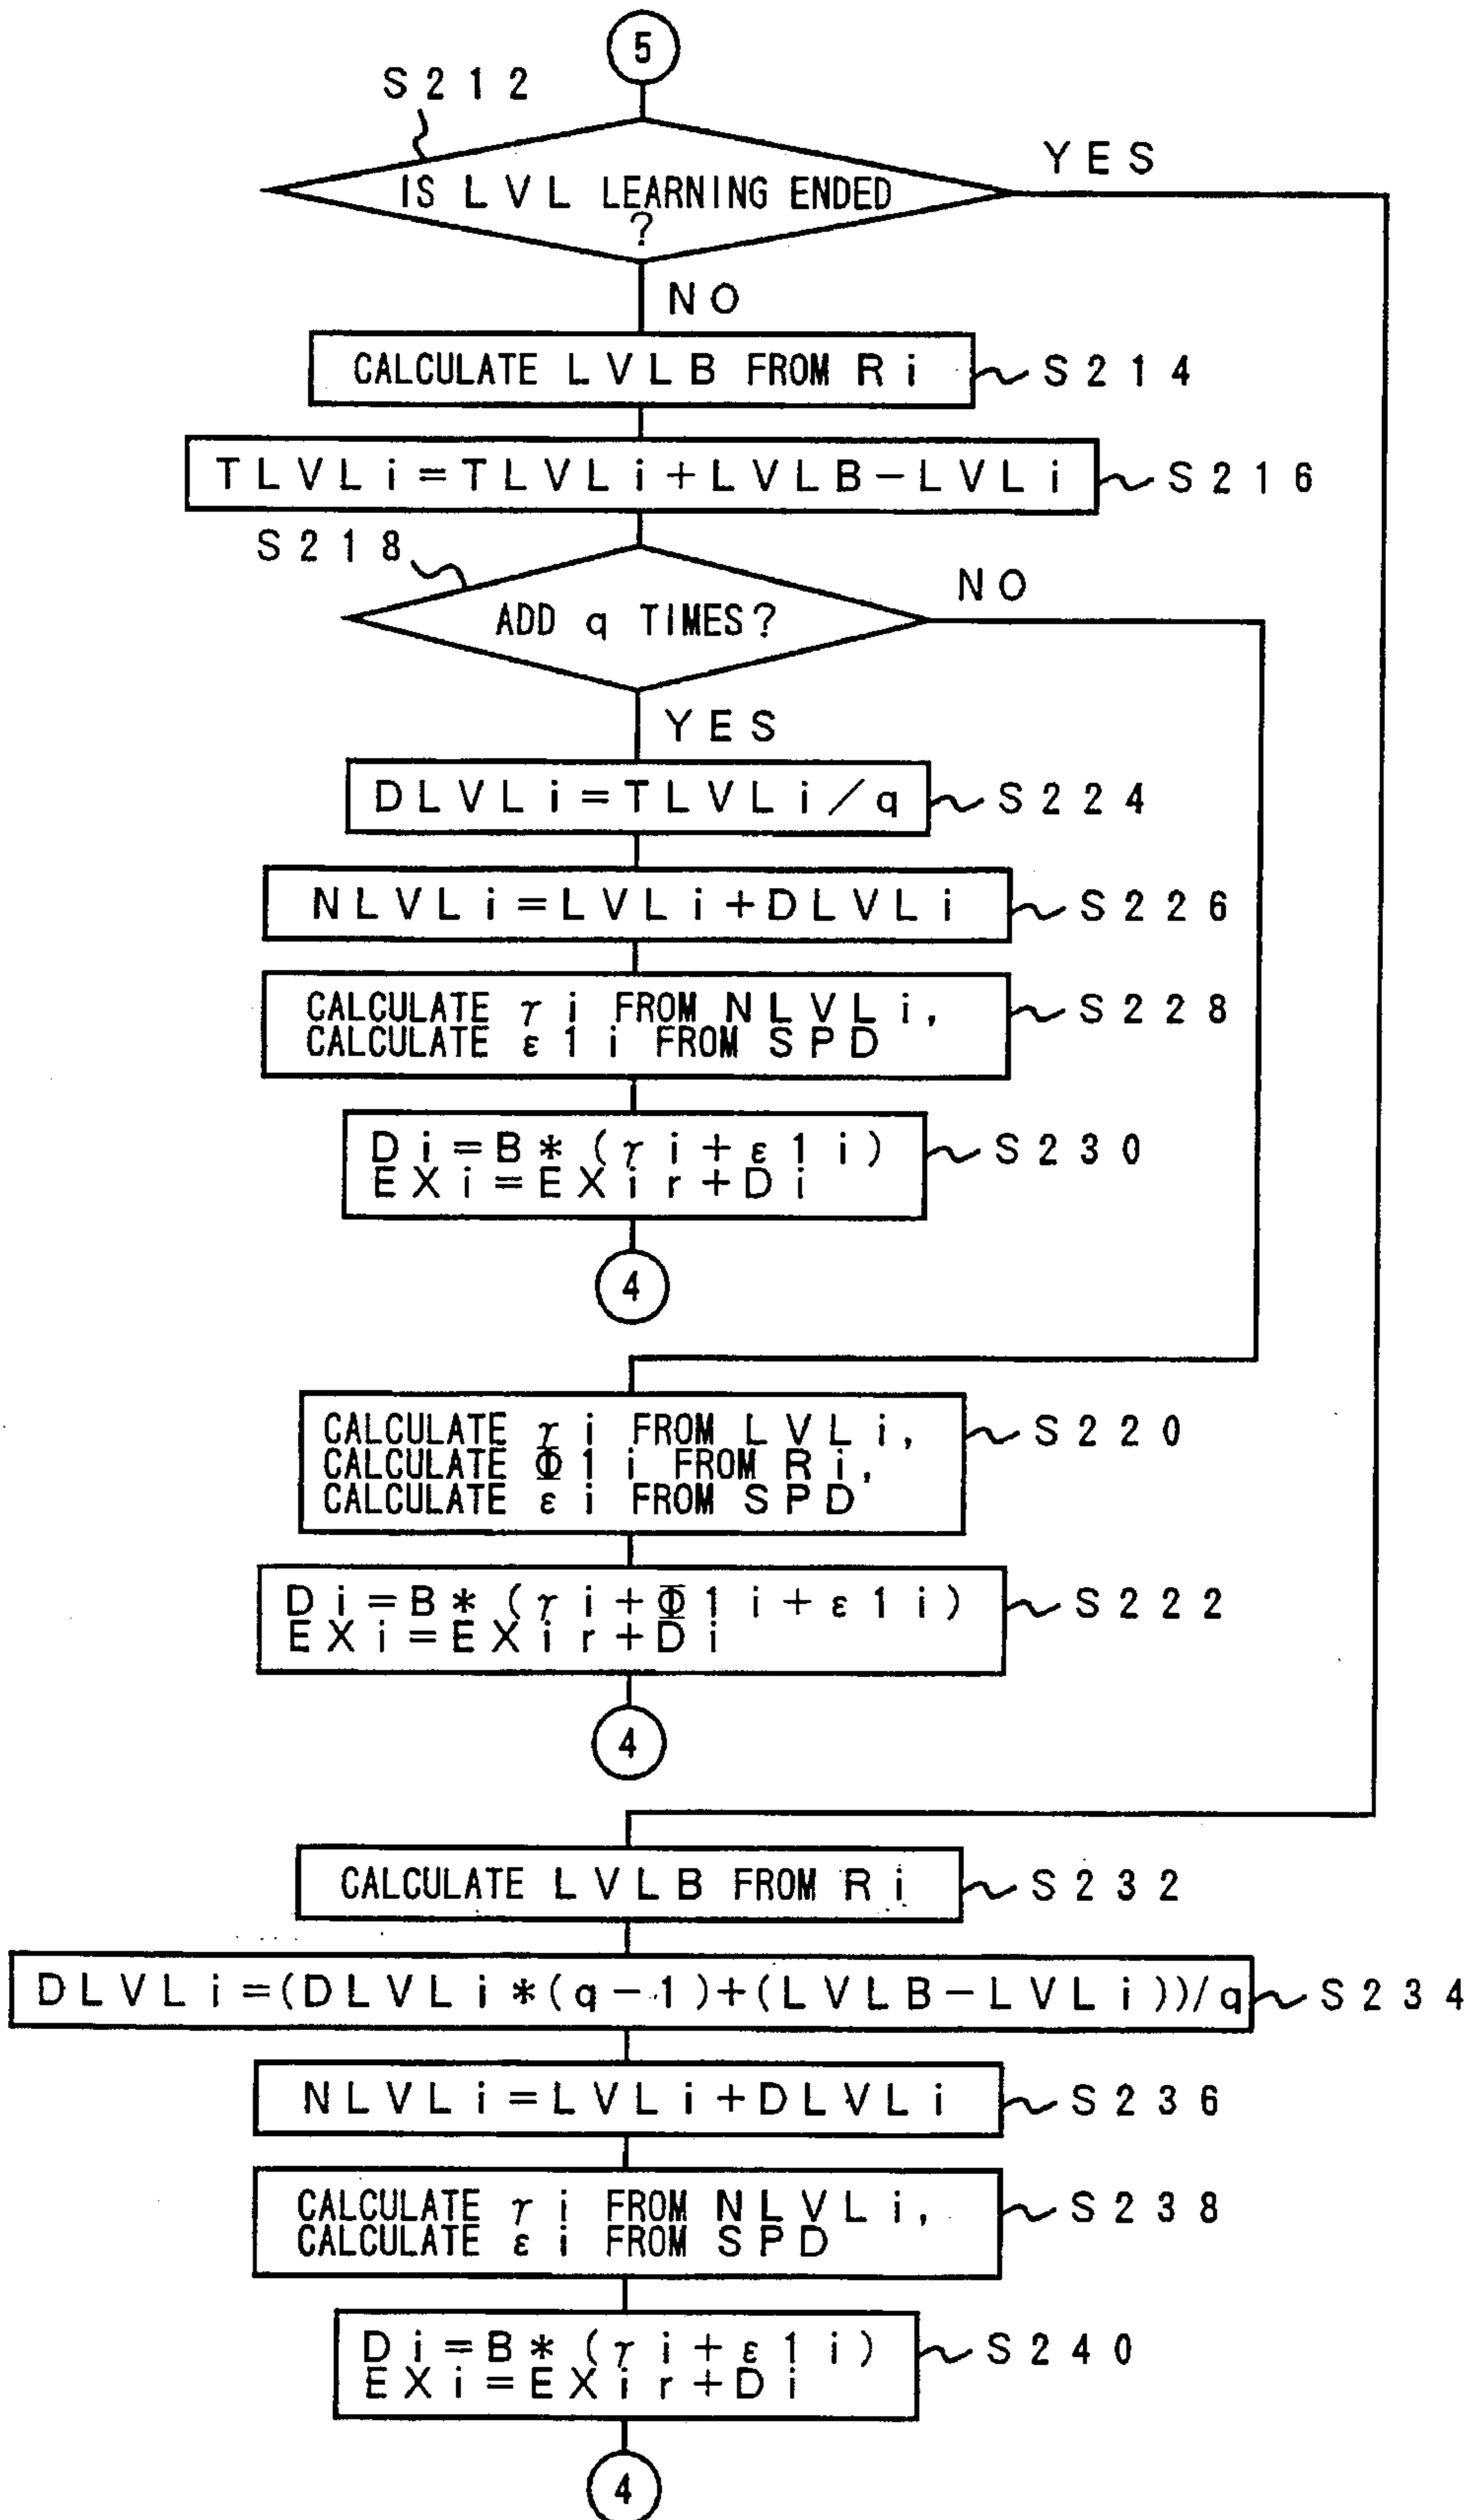 5
S212
YES
IS LVL LEARNING ENDED
?
NO
CALCULATE LVLB FROM Ri
S214
TLVLi=TLVLi+LVLB-LVLi
S216
S218
NO
ADD q TIMES?
YES
DLVLi=TLVLi/q
S224
NLVLi=LVLi+DLVLi
S226
CALCULATE γi FROM NLVLi,
CALCULATE ε1i FROM SPD
S228
Di=B*(γi+ε1i)
EXi=EXir+Di
S230
4
CALCULATE γi FROM LVLi,
CALCULATE Φ1i FROM Ri,
CALCULATE εi FROM SPD
S220
Di=B*(γi+Φ1i+ε1i)
EXi=EXir+Di
S222
4
CALCULATE LVLB FROM Ri
S232
DLVLi=(DLVLi*(q-1)+(LVLB-LVLi))/q
S234
NLVLi=LVLi+DLVLi
S236
CALCULATE γi FROM NLVLi,
CALCULATE εi FROM SPD
S238
Di=B*(γi+ε1i)
EXi=EXir+Di
S240
4